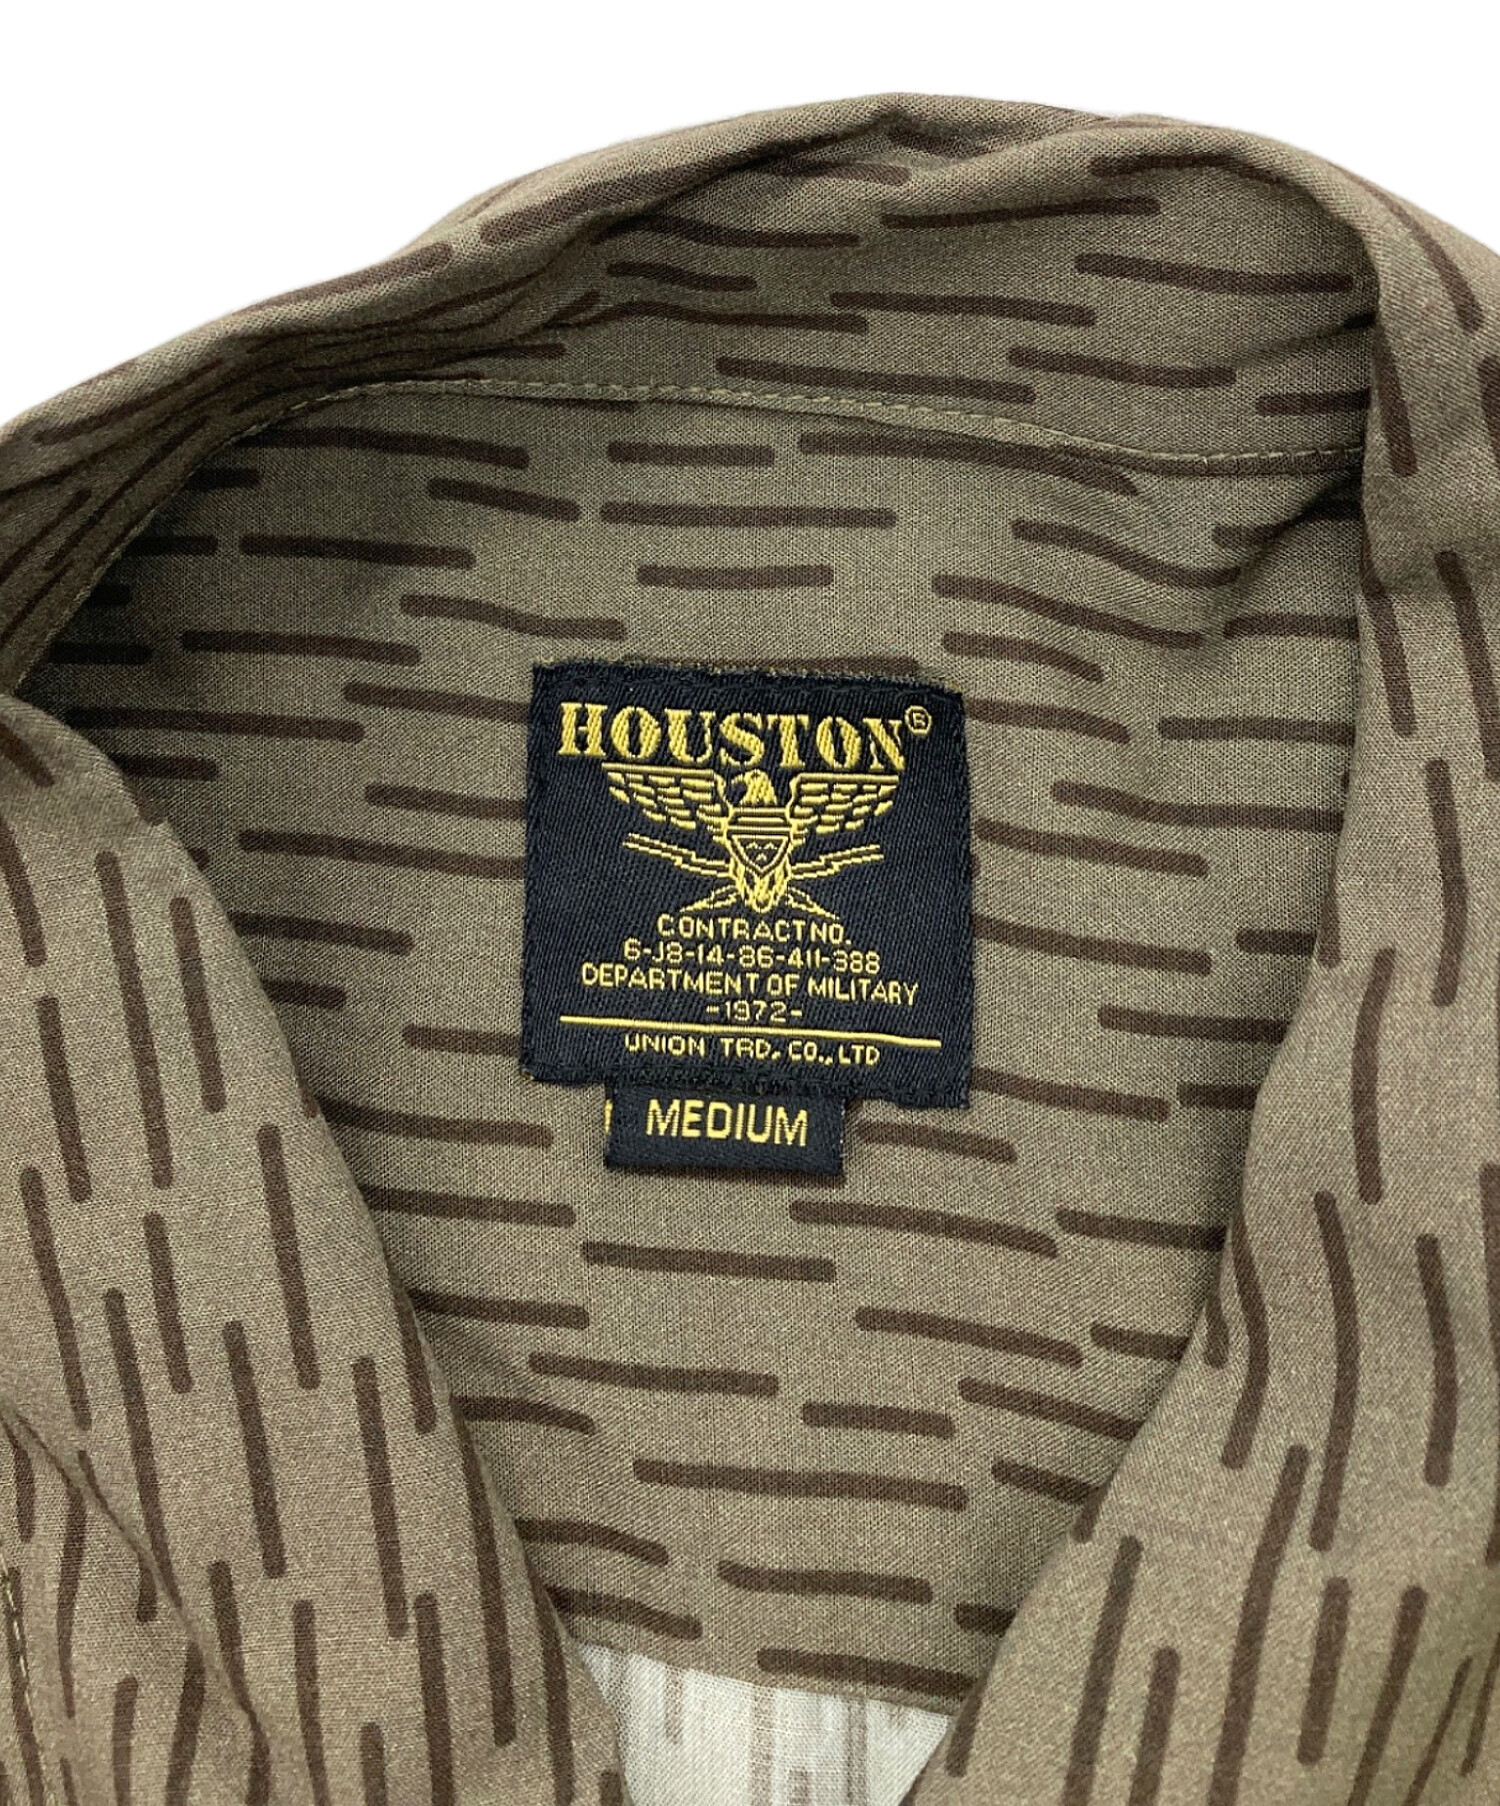 HOUSTON®
CONTRACT NO.
6-J8-14-86-411-388
DEPARTMENT OF MILITARY
-1972-
UNION TRD. CO., LTD
MEDIUM